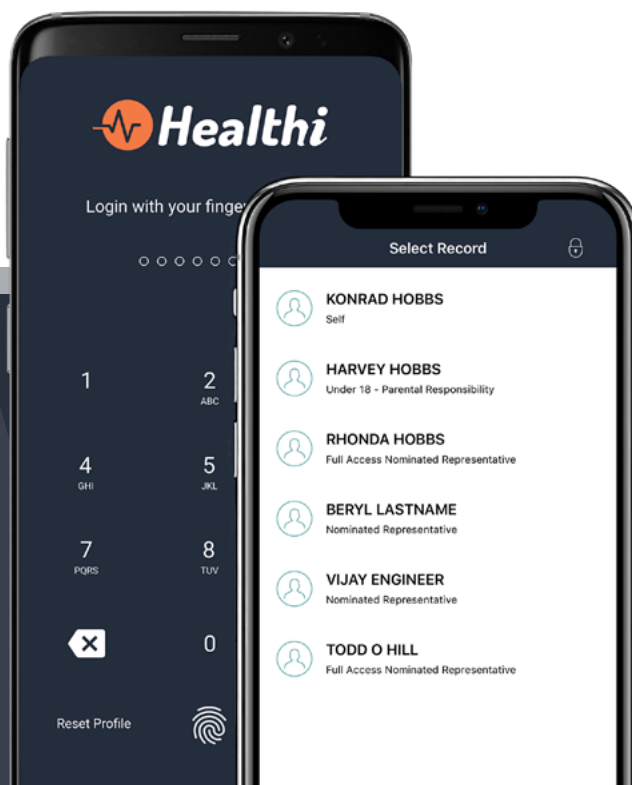 Healthi
Login with your finge
1
2
ABC
4
GHI
5
JKL
7
PQRS
8
TUV
0
Reset Profile
Select Record
KONRAD HOBBS
Self
HARVEY HOBBS
Under 18 - Parental Responsibility
RHONDA HOBBS
Full Access Nominated Representative
BERYL LASTNAME
Nominated Representative
VIJAY ENGINEER
Nominated Representative
TODD O HILL
Full Access Nominated Representative